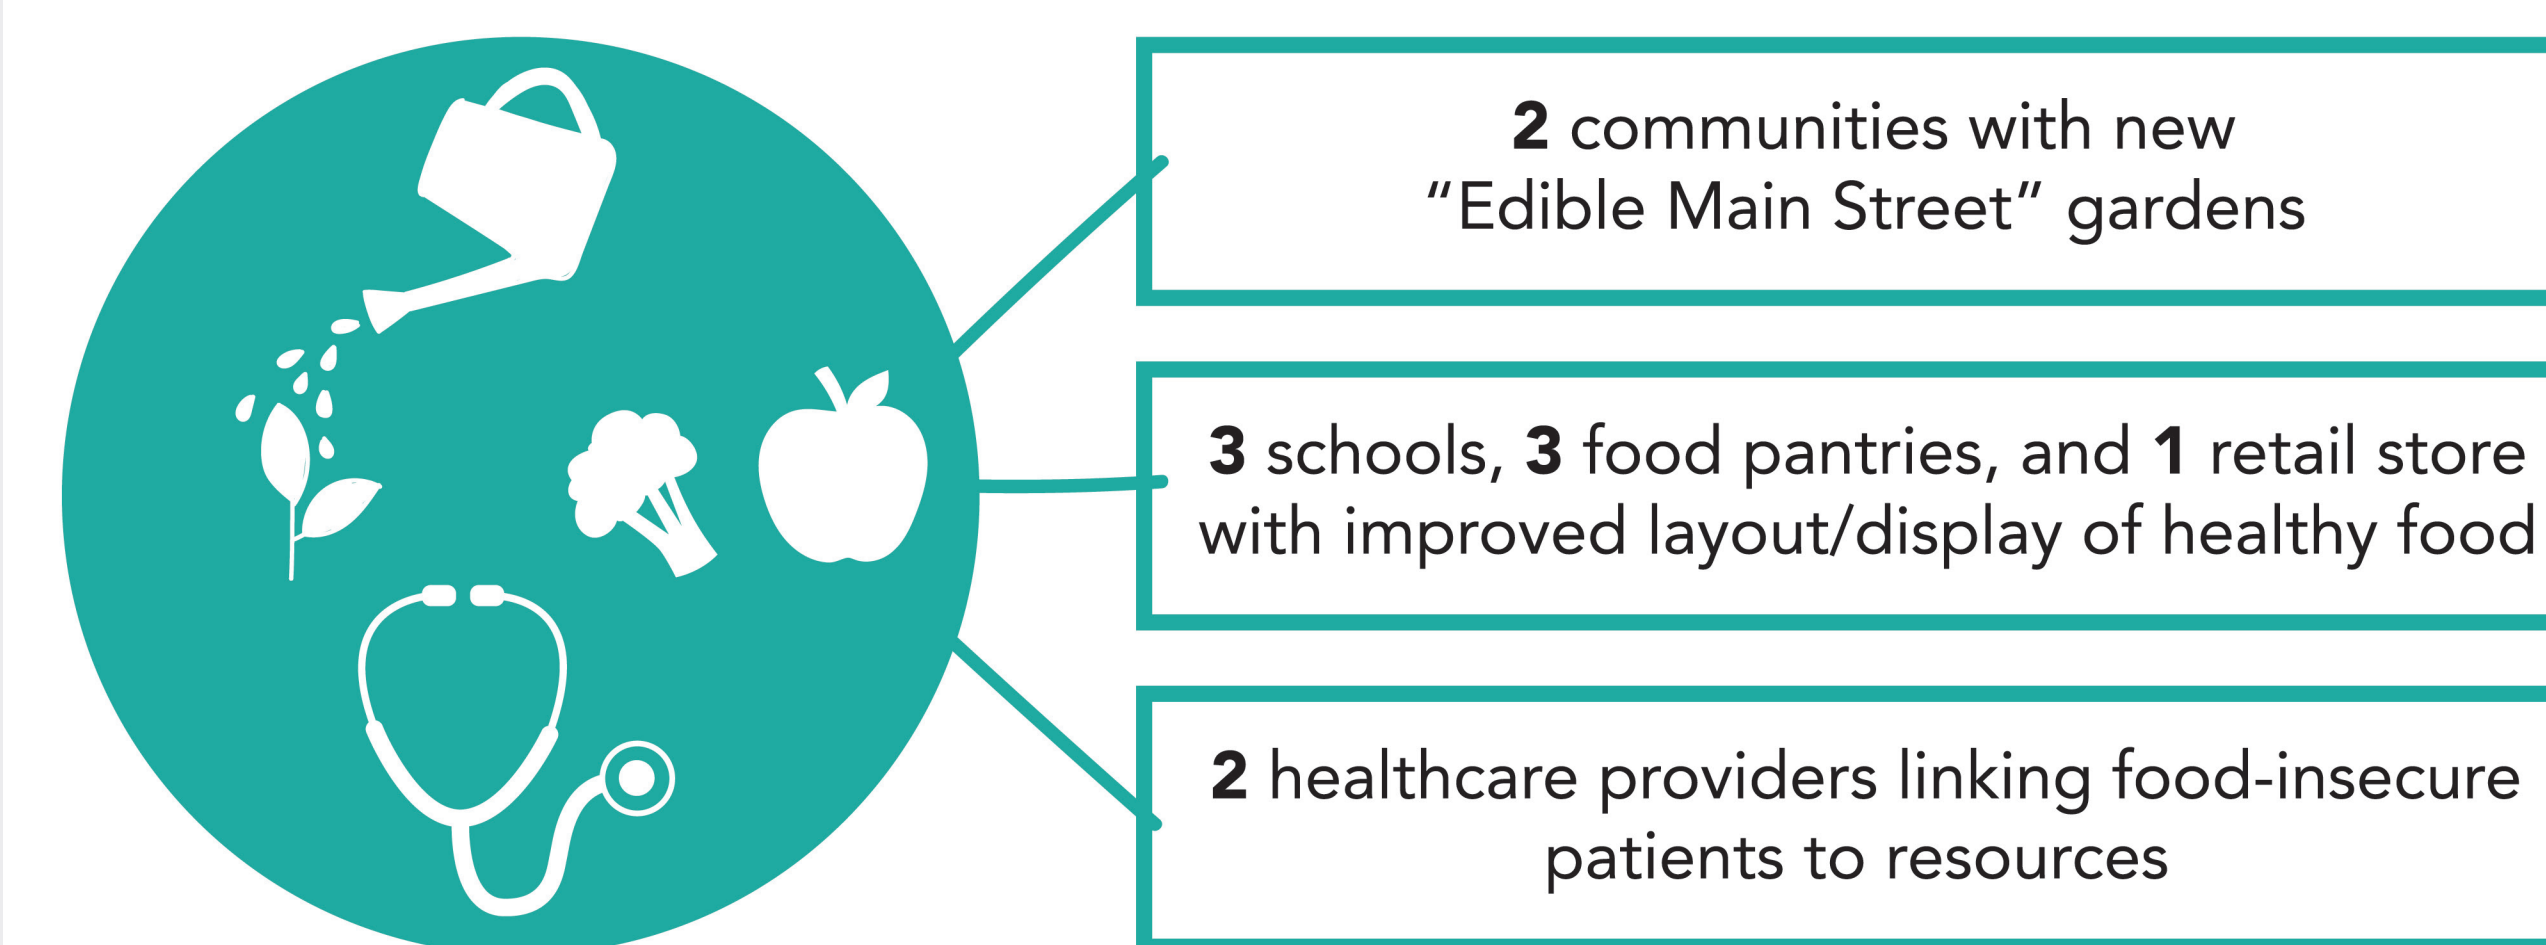 2 communities with new
“Edible Main Street” gardens
3 schools, 3 food pantries, and 1 retail store
with improved layout/display of healthy food
2 healthcare providers linking food-insecure
patients to resources